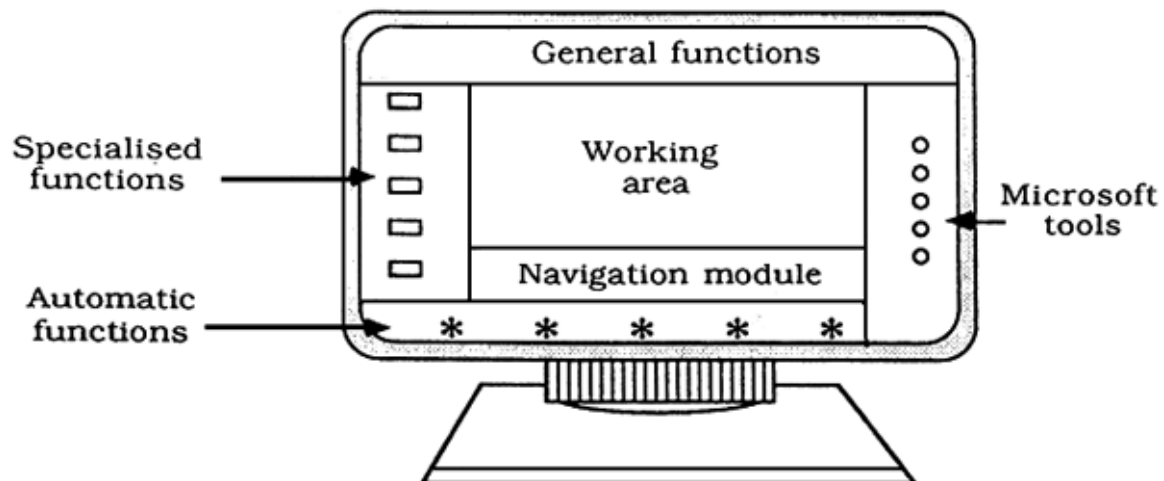 General functions
Specialised
functions
Working
area
Microsoft
tools
Navigation module
Automatic
functions
* * * * *